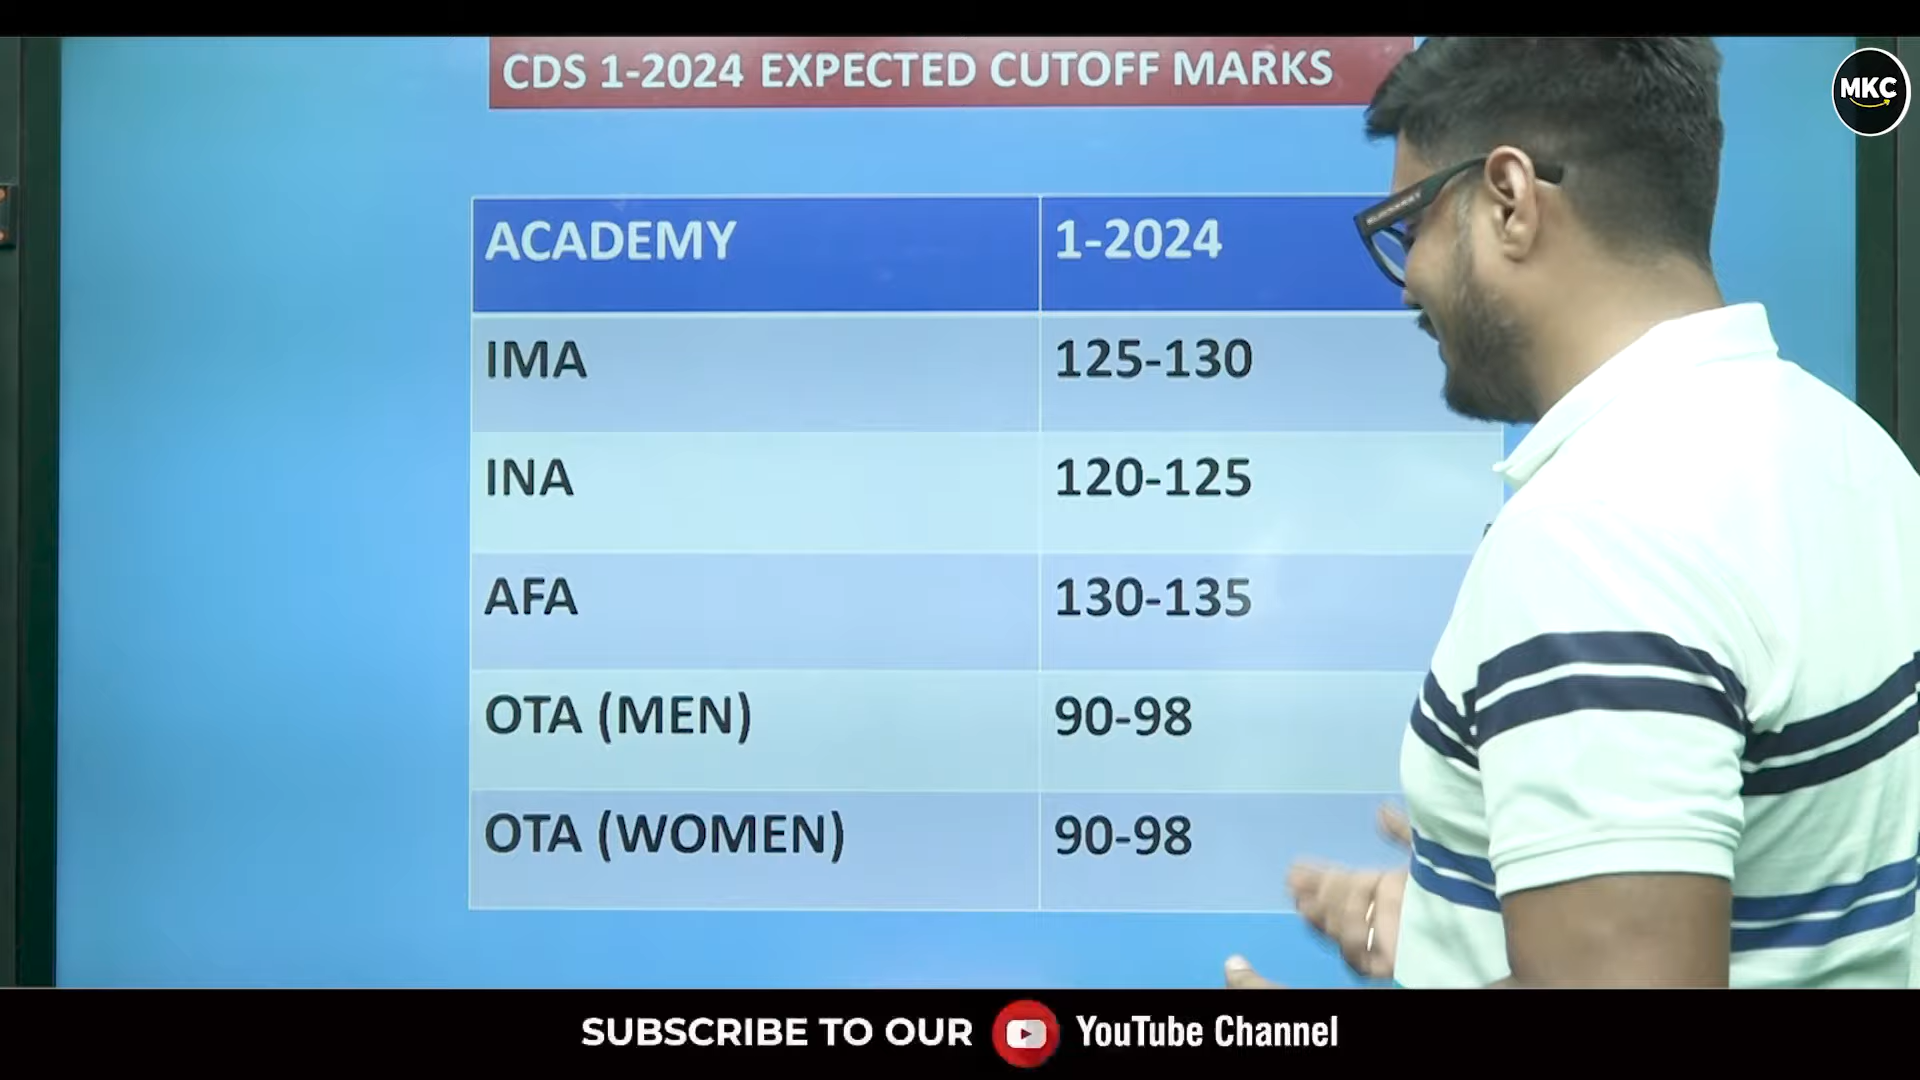 CDS 1-2024 EXPECTED CUTOFF MARKS
MKC
ACADEMY 1-2024
IMA 125-130
INA 120-125
AFA 130-135
OTA (MEN) 90-98
OTA (WOMEN) 90-98
SUBSCRIBE TO OUR YouTube Channel